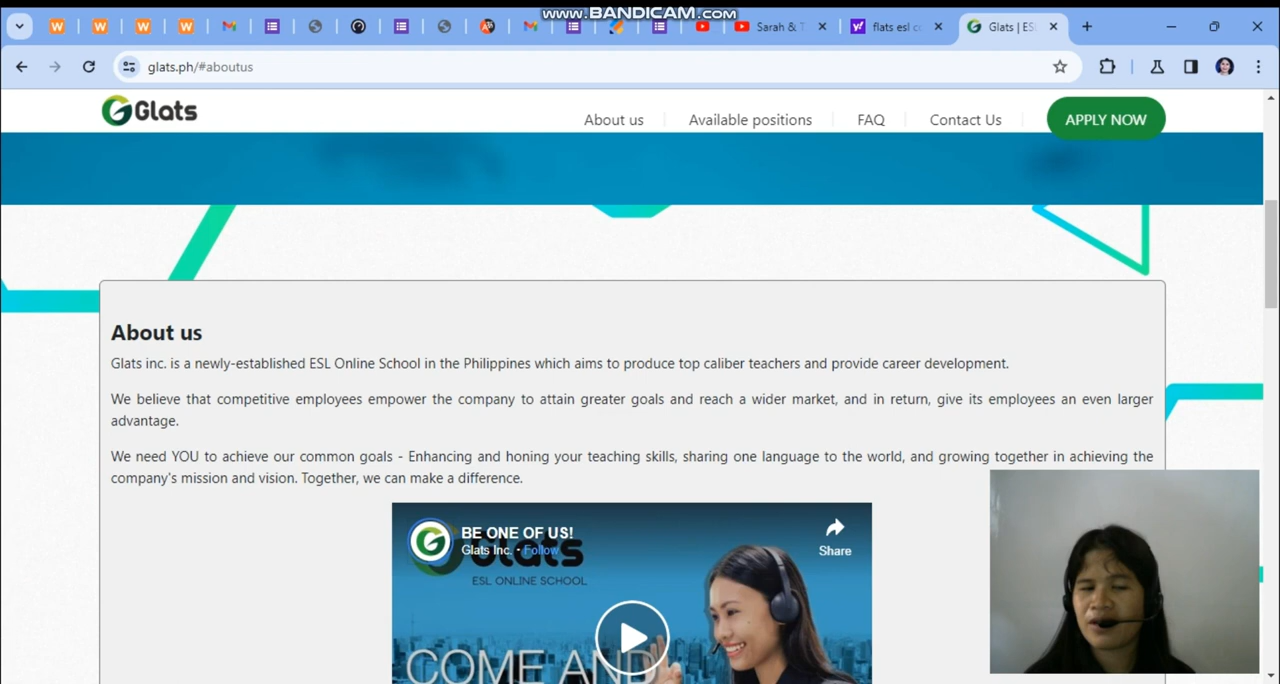 www.BANDICAM.com
Sarah & T
flats esl c
Glats | ES
glats.ph/#aboutus
Glats
About us
Available positions
FAQ
Contact Us
APPLY NOW
About us
Glats inc. is a newly-established ESL Online School in the Philippines which aims to produce top caliber teachers and provide career development.
We believe that competitive employees empower the company to attain greater goals and reach a wider market, and in return, give its employees an even larger
advantage.
We need YOU to achieve our common goals - Enhancing and honing your teaching skills, sharing one language to the world, and growing together in achieving the
company's mission and vision. Together, we can make a difference.
BE ONE OF US!
Glats Inc. • Follow
Glats
ESL ONLINE SCHOOL
Share
COME AND